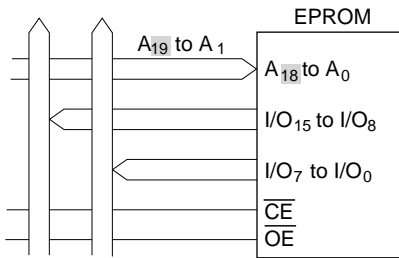 EPROM
A19 to A1
A18 to A0
I/O15 to I/O8
I/O7 to I/O0
CE
OE